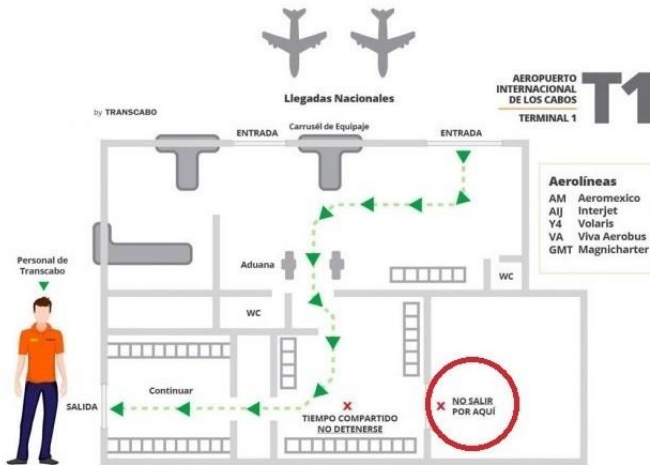 Llegadas Nacionales
AEROPUERTO
INTERNACIONAL
DE LOS CABOS
TERMINAL 1
T1
by TRANSCABO
ENTRADA
Carrusél de Equipaje
ENTRADA
Aerolíneas
AM Aeromexico
AIJ Interjet
Y4 Volaris
VA Viva Aerobus
GMT Magnicharter
Personal de
Transcabo
Aduana
WC
WC
Continuar
SALIDA
X
TIEMPO COMPARTIDO
NO DETENERSE
X
NO SALIR
POR AQUÍ